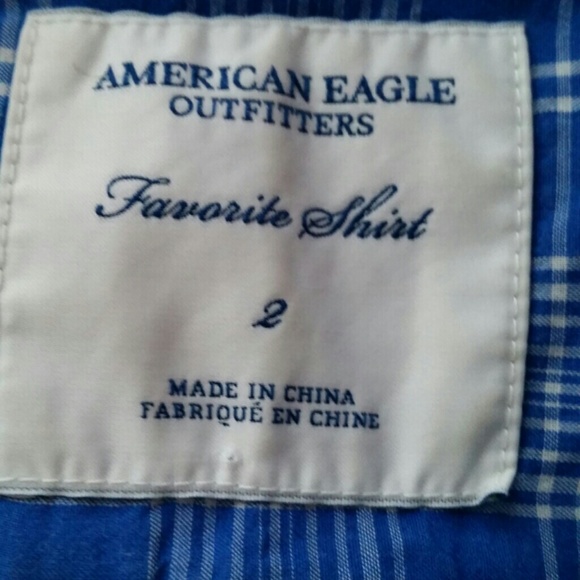 AMERICAN EAGLE
OUTFITTERS
Favorite Shirt
2
MADE IN CHINA
FABRIQUÉ EN CHINE